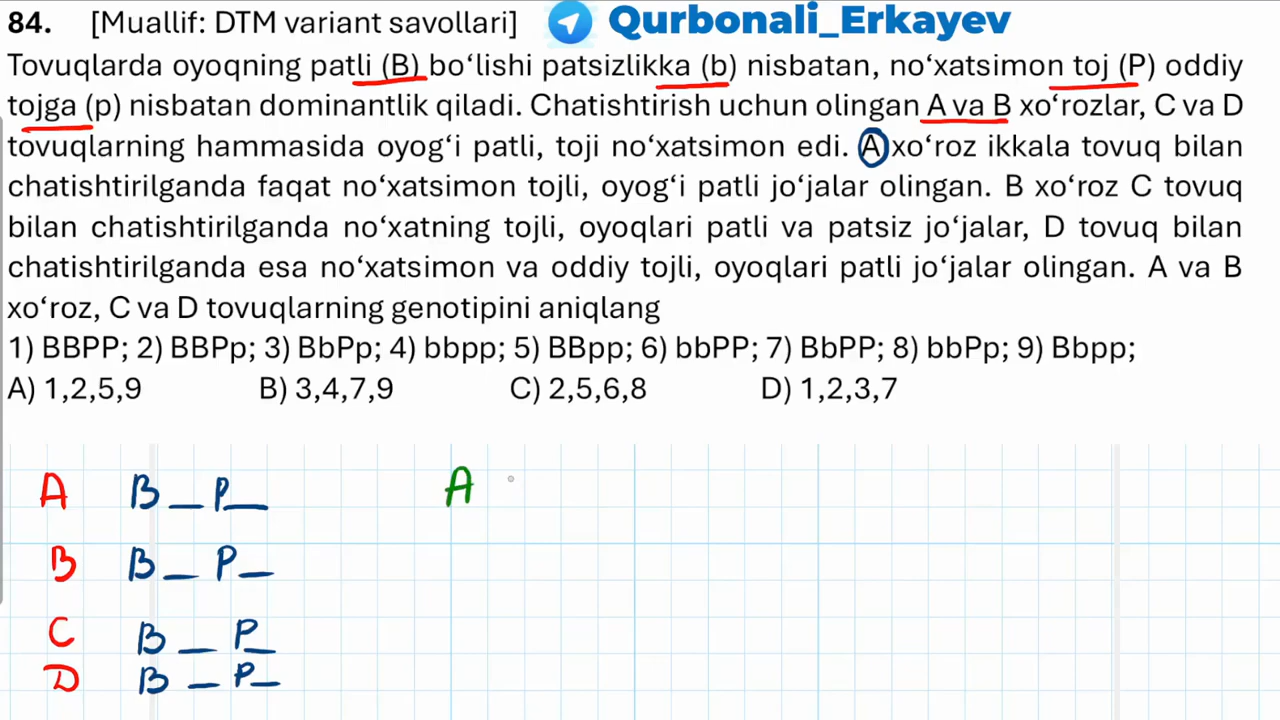 84. [Muallif: DTM variant savollari] Qurbonali_Erkayev
Tovuqlarda oyoqning patli (B) bo‘lishi patsizlikka (b) nisbatan, no‘xatsimon toj (P) oddiy
tojga (p) nisbatan dominantlik qiladi. Chatishtirish uchun olingan A va B xo‘rozlar, C va D
tovuqlarning hammasida oyog‘i patli, toji no‘xatsimon edi. A xo‘roz ikkala tovuq bilan
chatishtirilganda faqat no‘xatsimon tojli, oyog‘i patli jo‘jalar olingan. B xo‘roz C tovuq
bilan chatishtirilganda no‘xatning tojli, oyoqlari patli va patsiz jo‘jalar, D tovuq bilan
chatishtirilganda esa no‘xatsimon va oddiy tojli, oyoqlari patli jo‘jalar olingan. A va B
xo‘roz, C va D tovuqlarning genotipini aniqlang
1) BBPP; 2) BBPp; 3) BbPp; 4) bbpp; 5) BBpp; 6) bbPP; 7) BbPP; 8) bbPp; 9) Bbpp;
A) 1,2,5,9 B) 3,4,7,9 C) 2,5,6,8 D) 1,2,3,7
A B_P_ A
B B_P_
C B_P_
D B_P_